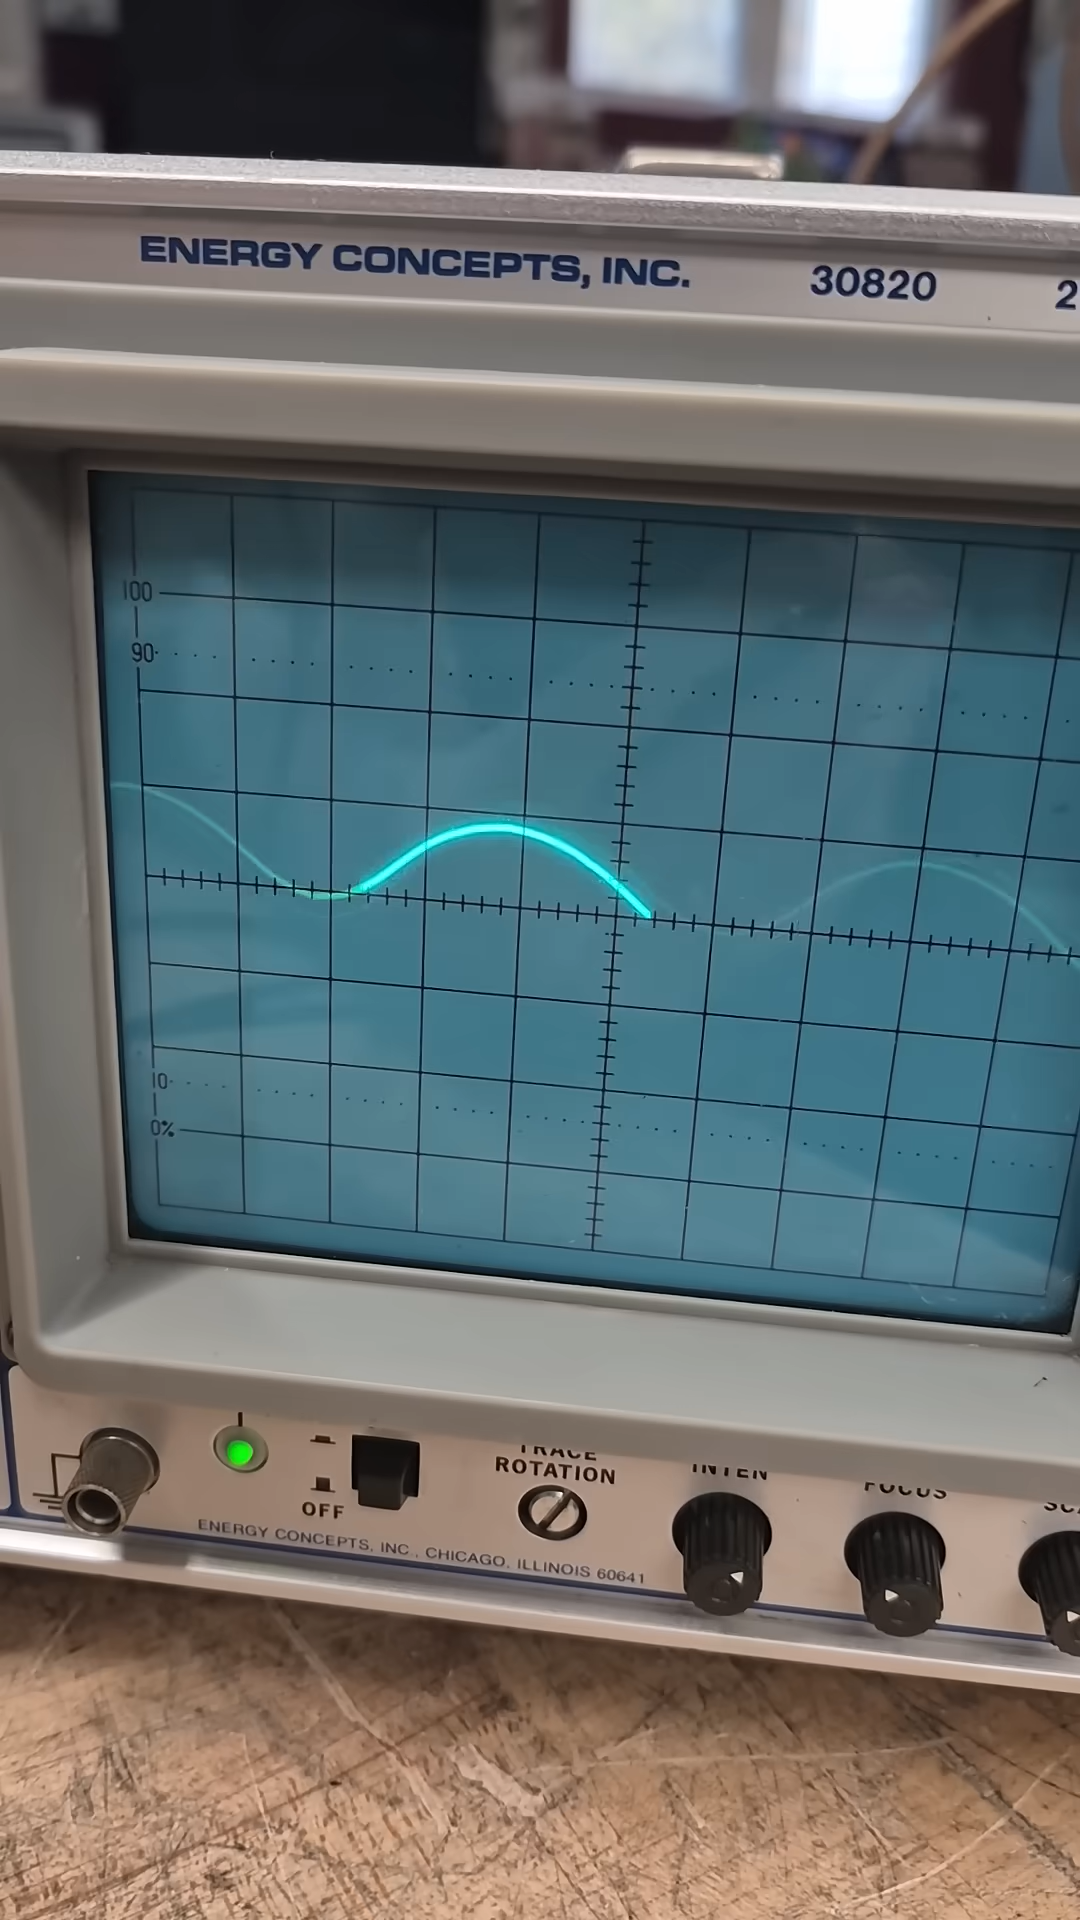 ENERGY CONCEPTS, INC. 30820 2
100
90
10
0%
TRACE
ROTATION
INTEN
FOCUS
OFF
ENERGY CONCEPTS, INC., CHICAGO, ILLINOIS 60641